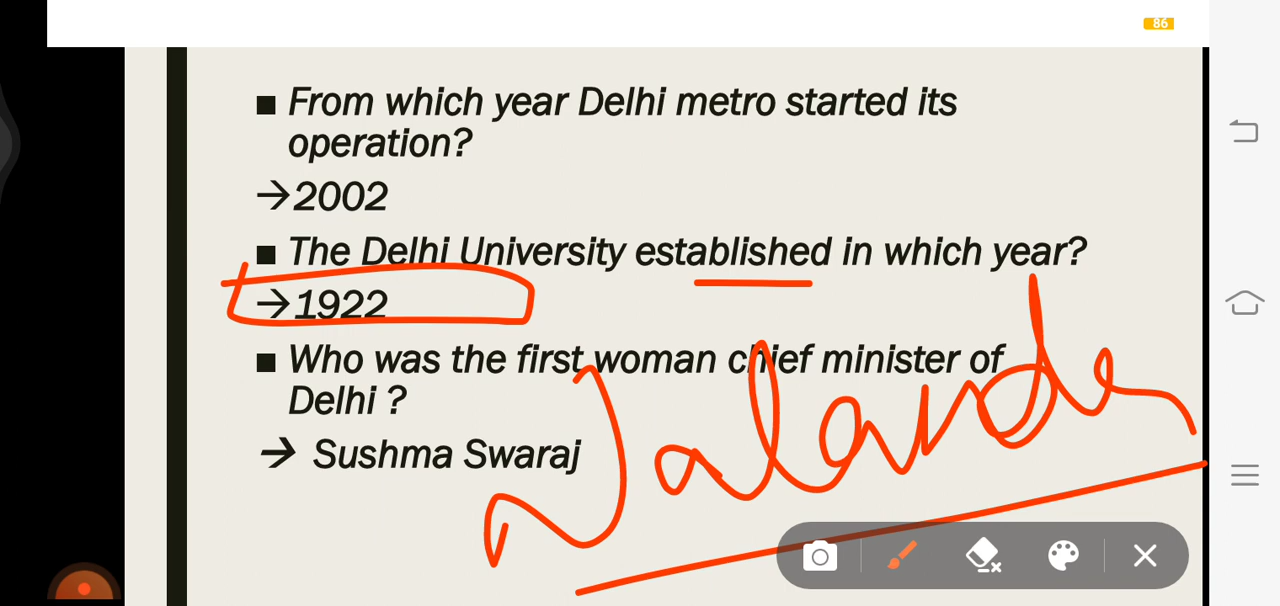 86
■ From which year Delhi metro started its
operation?
→2002
■ The Delhi University established in which year?
→1922
■ Who was the first woman chief minister of
Delhi ?
→ Sushma Swaraj